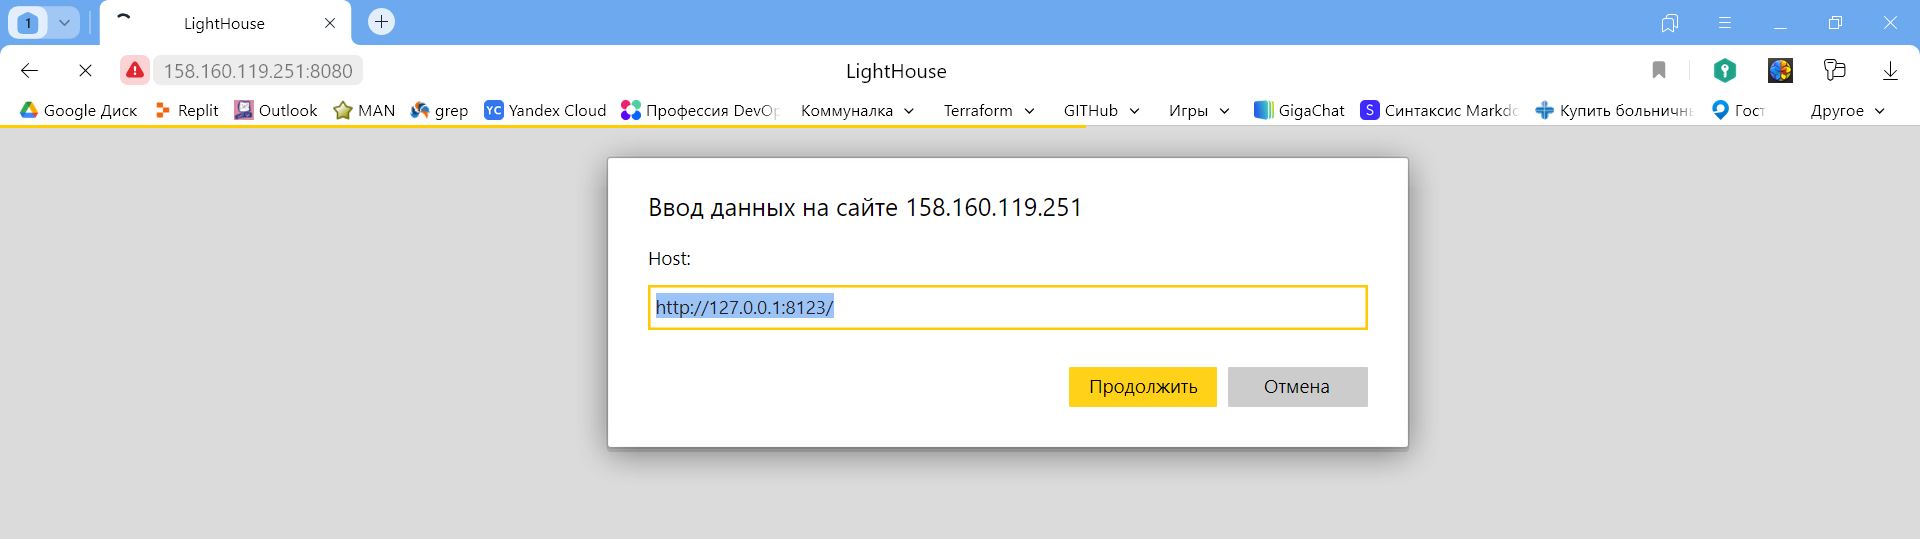 1 LightHouse
158.160.119.251:8080 LightHouse
Google Диск Replit Outlook MAN grep YC Yandex Cloud Профессия DevOp Коммуналка Terraform GITHub Игры GigaChat S Синтаксис Markdo Купить больничн Гост Другое
Ввод данных на сайте 158.160.119.251
Host:
http://127.0.0.1:8123/
Продолжить Отмена